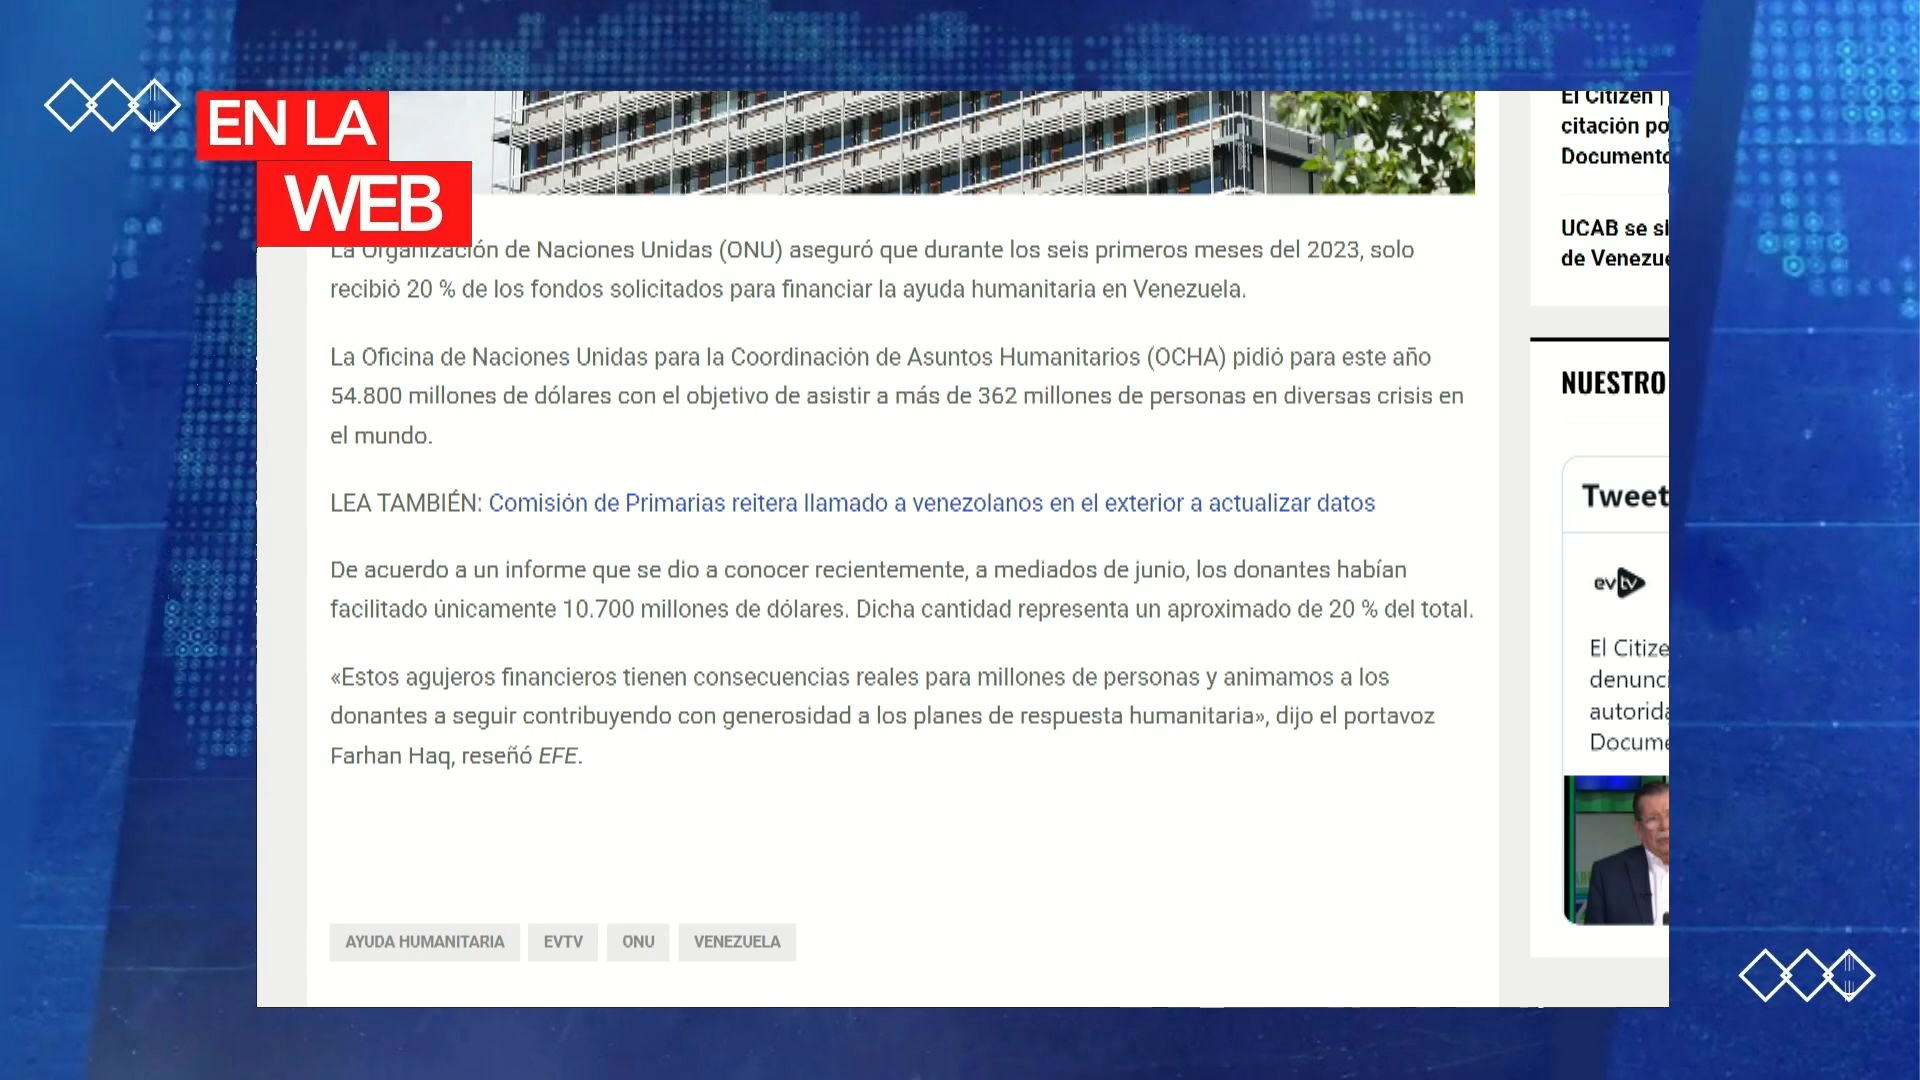 EN LA
WEB
La Organización de Naciones Unidas (ONU) aseguró que durante los seis primeros meses del 2023, solo
recibió 20 % de los fondos solicitados para financiar la ayuda humanitaria en Venezuela.
La Oficina de Naciones Unidas para la Coordinación de Asuntos Humanitarios (OCHA) pidió para este año
54.800 millones de dólares con el objetivo de asistir a más de 362 millones de personas en diversas crisis en
el mundo.
LEA TAMBIÉN: Comisión de Primarias reitera llamado a venezolanos en el exterior a actualizar datos
De acuerdo a un informe que se dio a conocer recientemente, a mediados de junio, los donantes habían
facilitado únicamente 10.700 millones de dólares. Dicha cantidad representa un aproximado de 20 % del total.
«Estos agujeros financieros tienen consecuencias reales para millones de personas y animamos a los
donantes a seguir contribuyendo con generosidad a los planes de respuesta humanitaria», dijo el portavoz
Farhan Haq, reseñó EFE.
AYUDA HUMANITARIA EVTV ONU VENEZUELA
El Citizen |
citación po
Documento
UCAB se si
de Venezue
NUESTRO
Tweet
evtv
El Citize
denunci
autorida
Docume